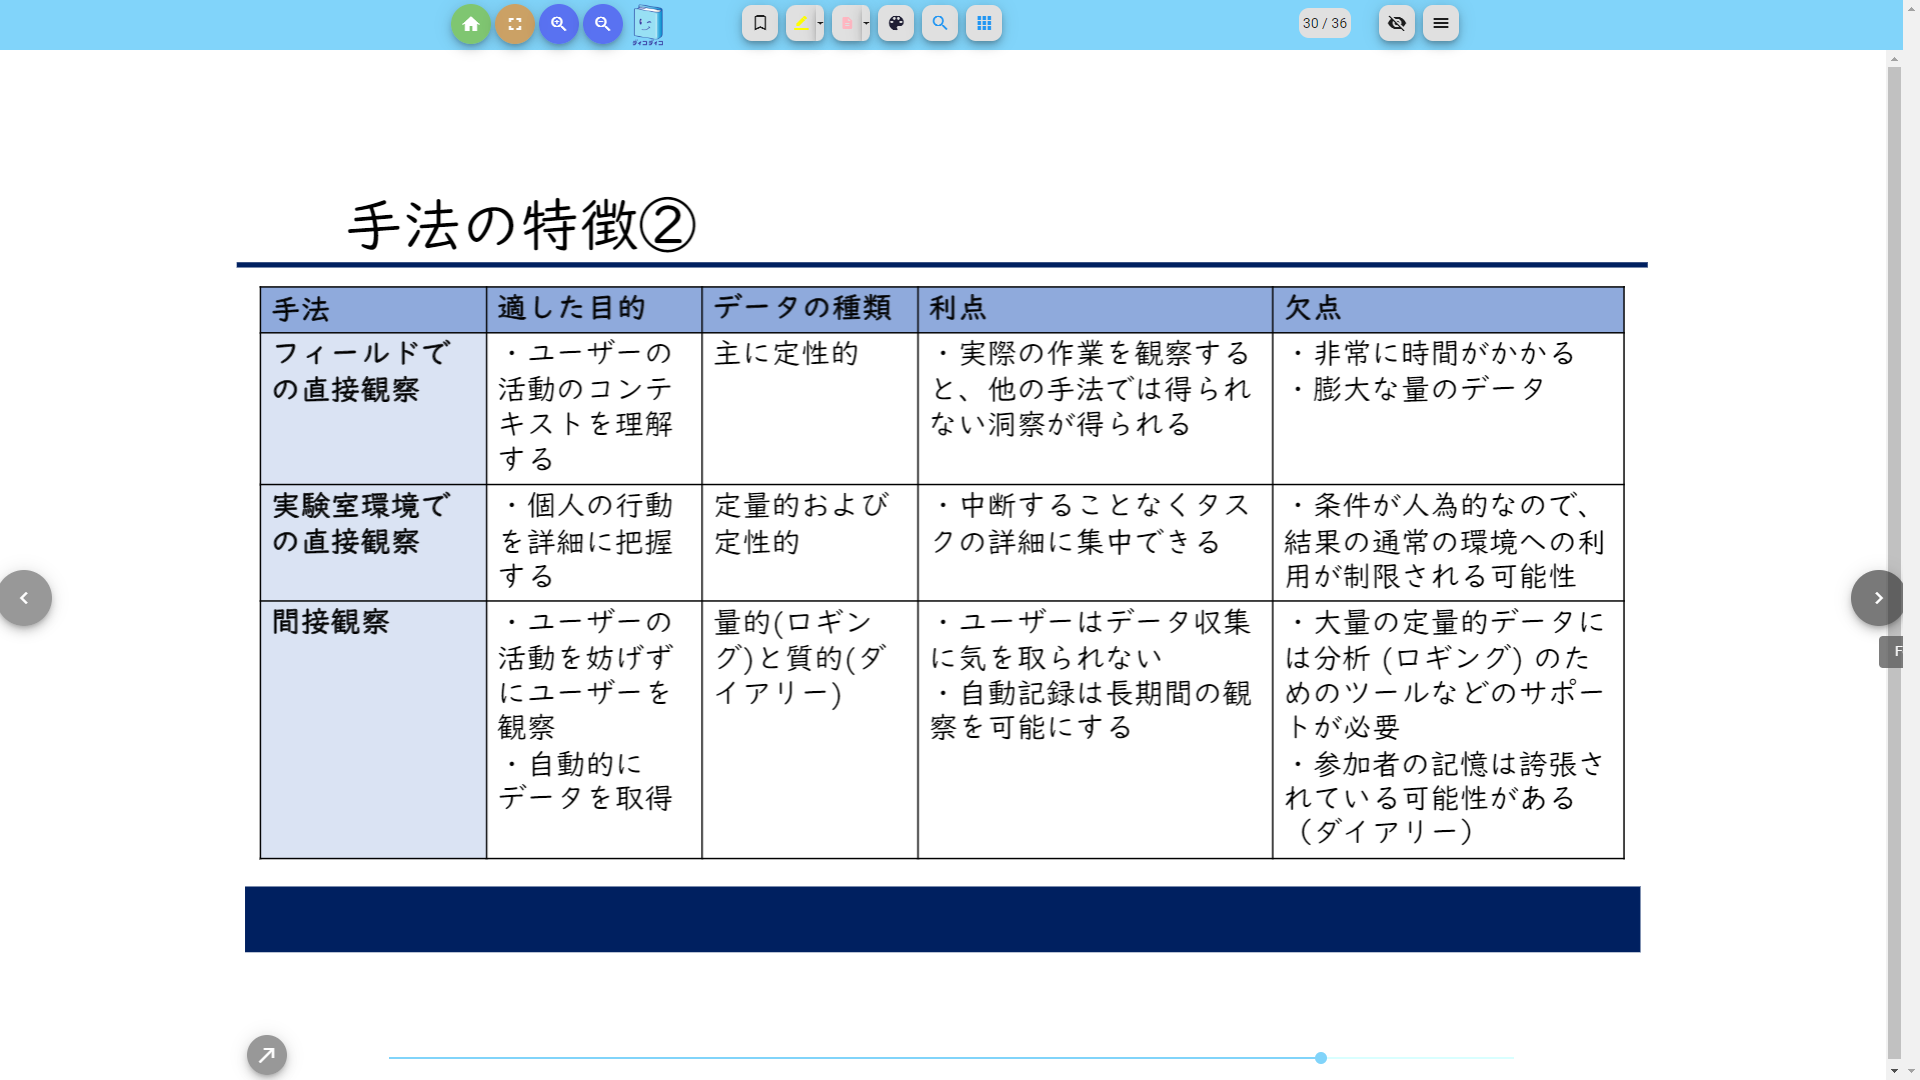 ダイコダイコ
30 / 36
手法の特徴②
手法
適した目的
データの種類
利点
欠点
フィールドで
の直接観察
・ユーザーの
活動のコンテ
キストを理解
する
主に定性的
・実際の作業を観察する
と、他の手法では得られ
ない洞察が得られる
・非常に時間がかかる
・膨大な量のデータ
実験室環境で
の直接観察
・個人の行動
を詳細に把握
する
定量的および
定性的
・中断することなくタス
クの詳細に集中できる
・条件が人為的なので、
結果の通常の環境への利
用が制限される可能性
間接観察
・ユーザーの
活動を妨げず
にユーザーを
観察
・自動的に
データを取得
量的(ロギン
グ)と質的(ダ
イアリー)
・ユーザーはデータ収集
に気を取られない
・自動記録は長期間の観
察を可能にする
・大量の定量的データに
は分析 (ロギング) のた
めのツールなどのサポー
トが必要
・参加者の記憶は誇張さ
れている可能性がある
（ダイアリー）
F